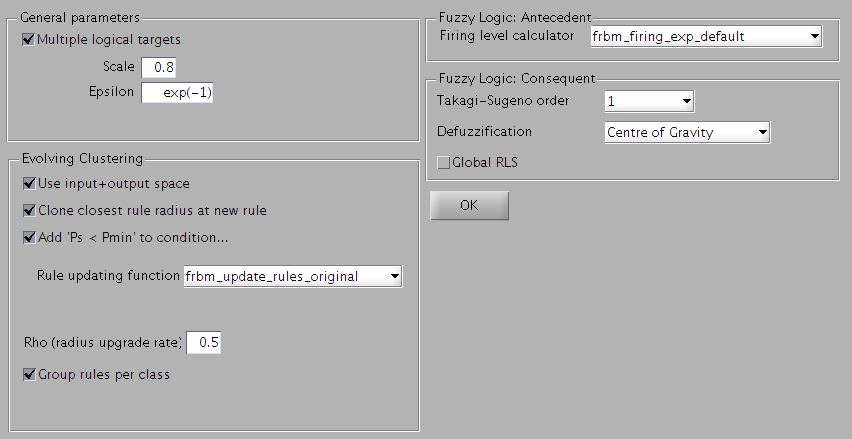 General parameters
Multiple logical targets
Scale 0.8
Epsilon exp(-1)
Evolving Clustering
Use input+output space
Clone closest rule radius at new rule
Add 'Ps < Pmin' to condition...
Rule updating function frbm_update_rules_original
Rho (radius upgrade rate) 0.5
Group rules per class
Fuzzy Logic: Antecedent
Firing level calculator frbm_firing_exp_default
Fuzzy Logic: Consequent
Takagi-Sugeno order 1
Defuzzification Centre of Gravity
Global RLS
OK